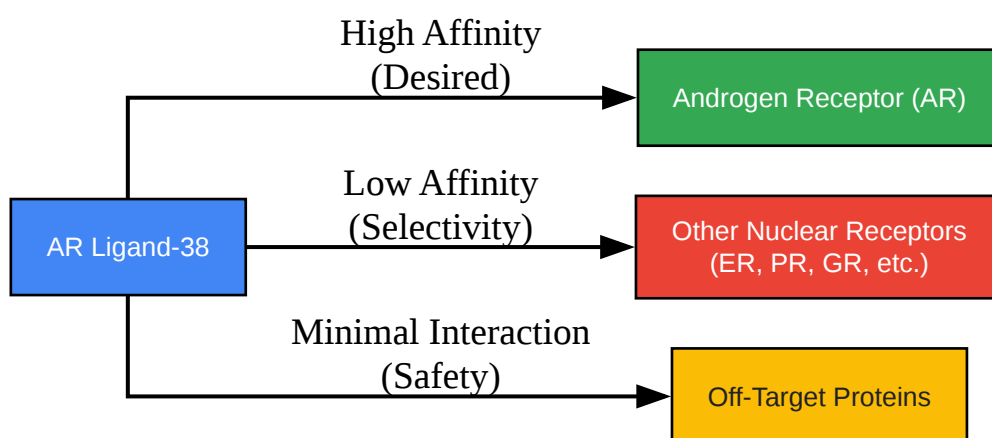 High Affinity
(Desired)
Androgen Receptor (AR)
Low Affinity
(Selectivity)
AR Ligand-38
Other Nuclear Receptors
(ER, PR, GR, etc.)
Minimal Interaction
(Safety)
Off-Target Proteins